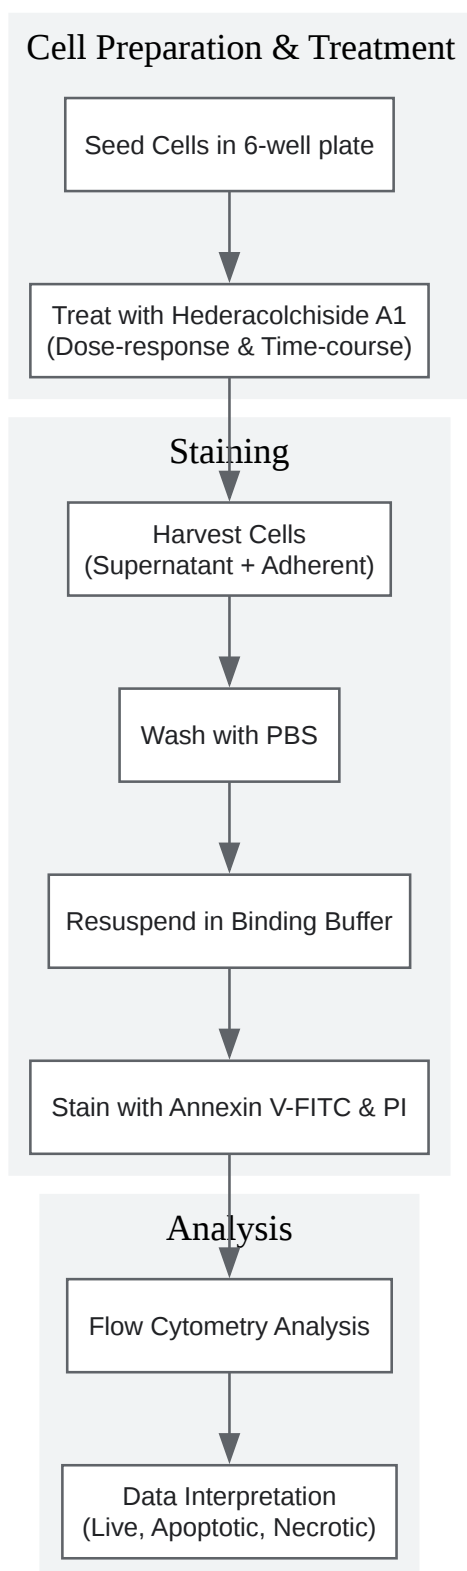 Cell Preparation & Treatment
Seed Cells in 6-well plate
Treat with Hederacolchiside A1
(Dose-response & Time-course)
Staining
Harvest Cells
(Supernatant + Adherent)
Wash with PBS
Resuspend in Binding Buffer
Stain with Annexin V-FITC & PI
Analysis
Flow Cytometry Analysis
Data Interpretation
(Live, Apoptotic, Necrotic)